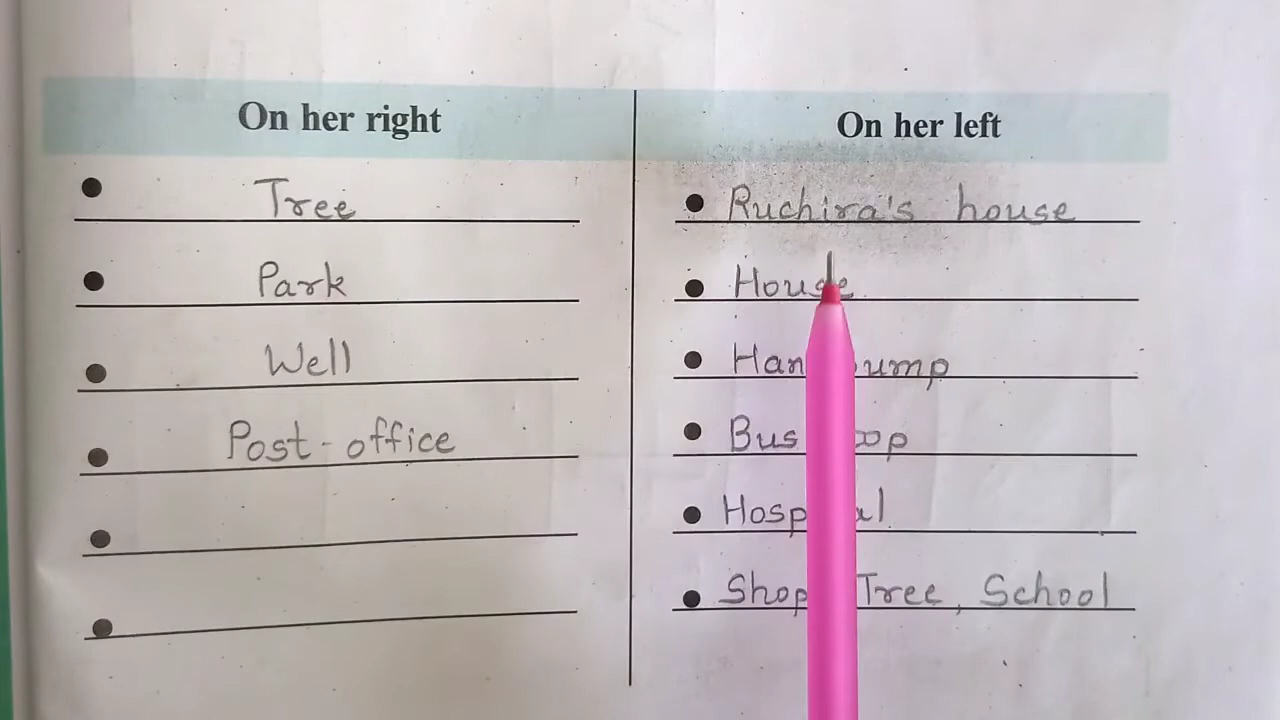 On her right
On her left
Tree
Ruchira's house
Park
House
Well
Post-office
Bus
Shop Tree, School